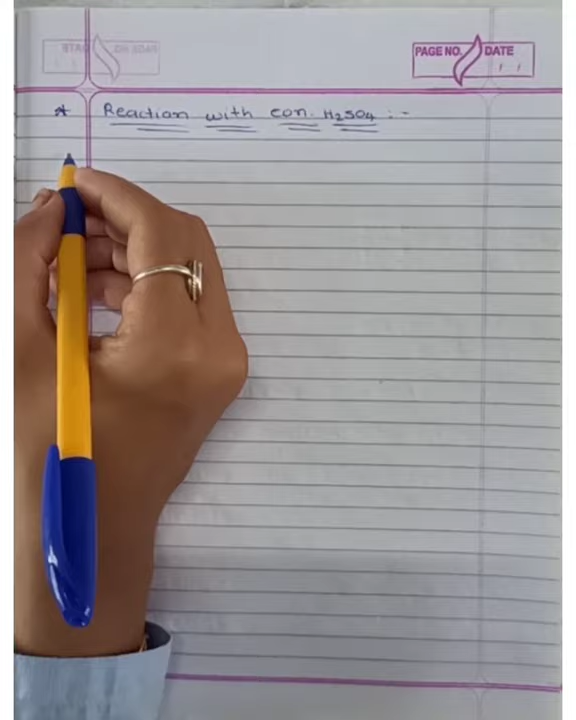 PAGE NO. DATE
* Reaction with con. H₂SO₄ :-